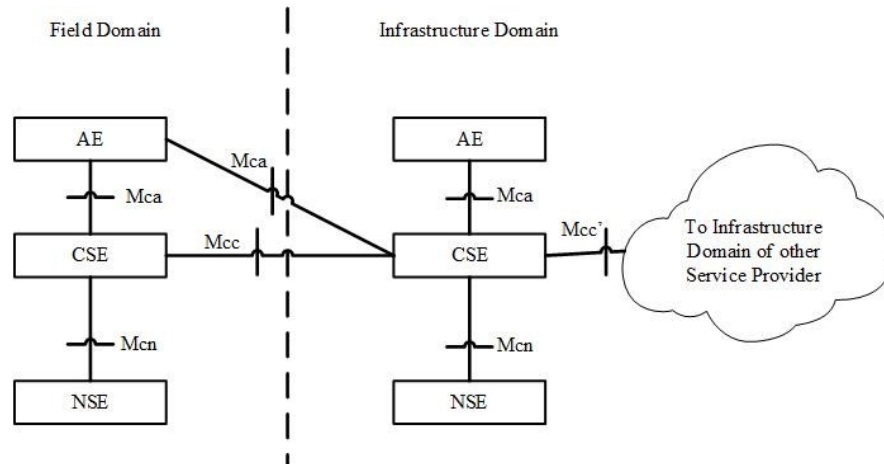 Field Domain
Infrastructure Domain
AE
AE
Mca
Mca
Mca
Mcc
Mcc’
CSE
CSE
To Infrastructure
Domain of other
Service Provider
Mcn
Mcn
NSE
NSE